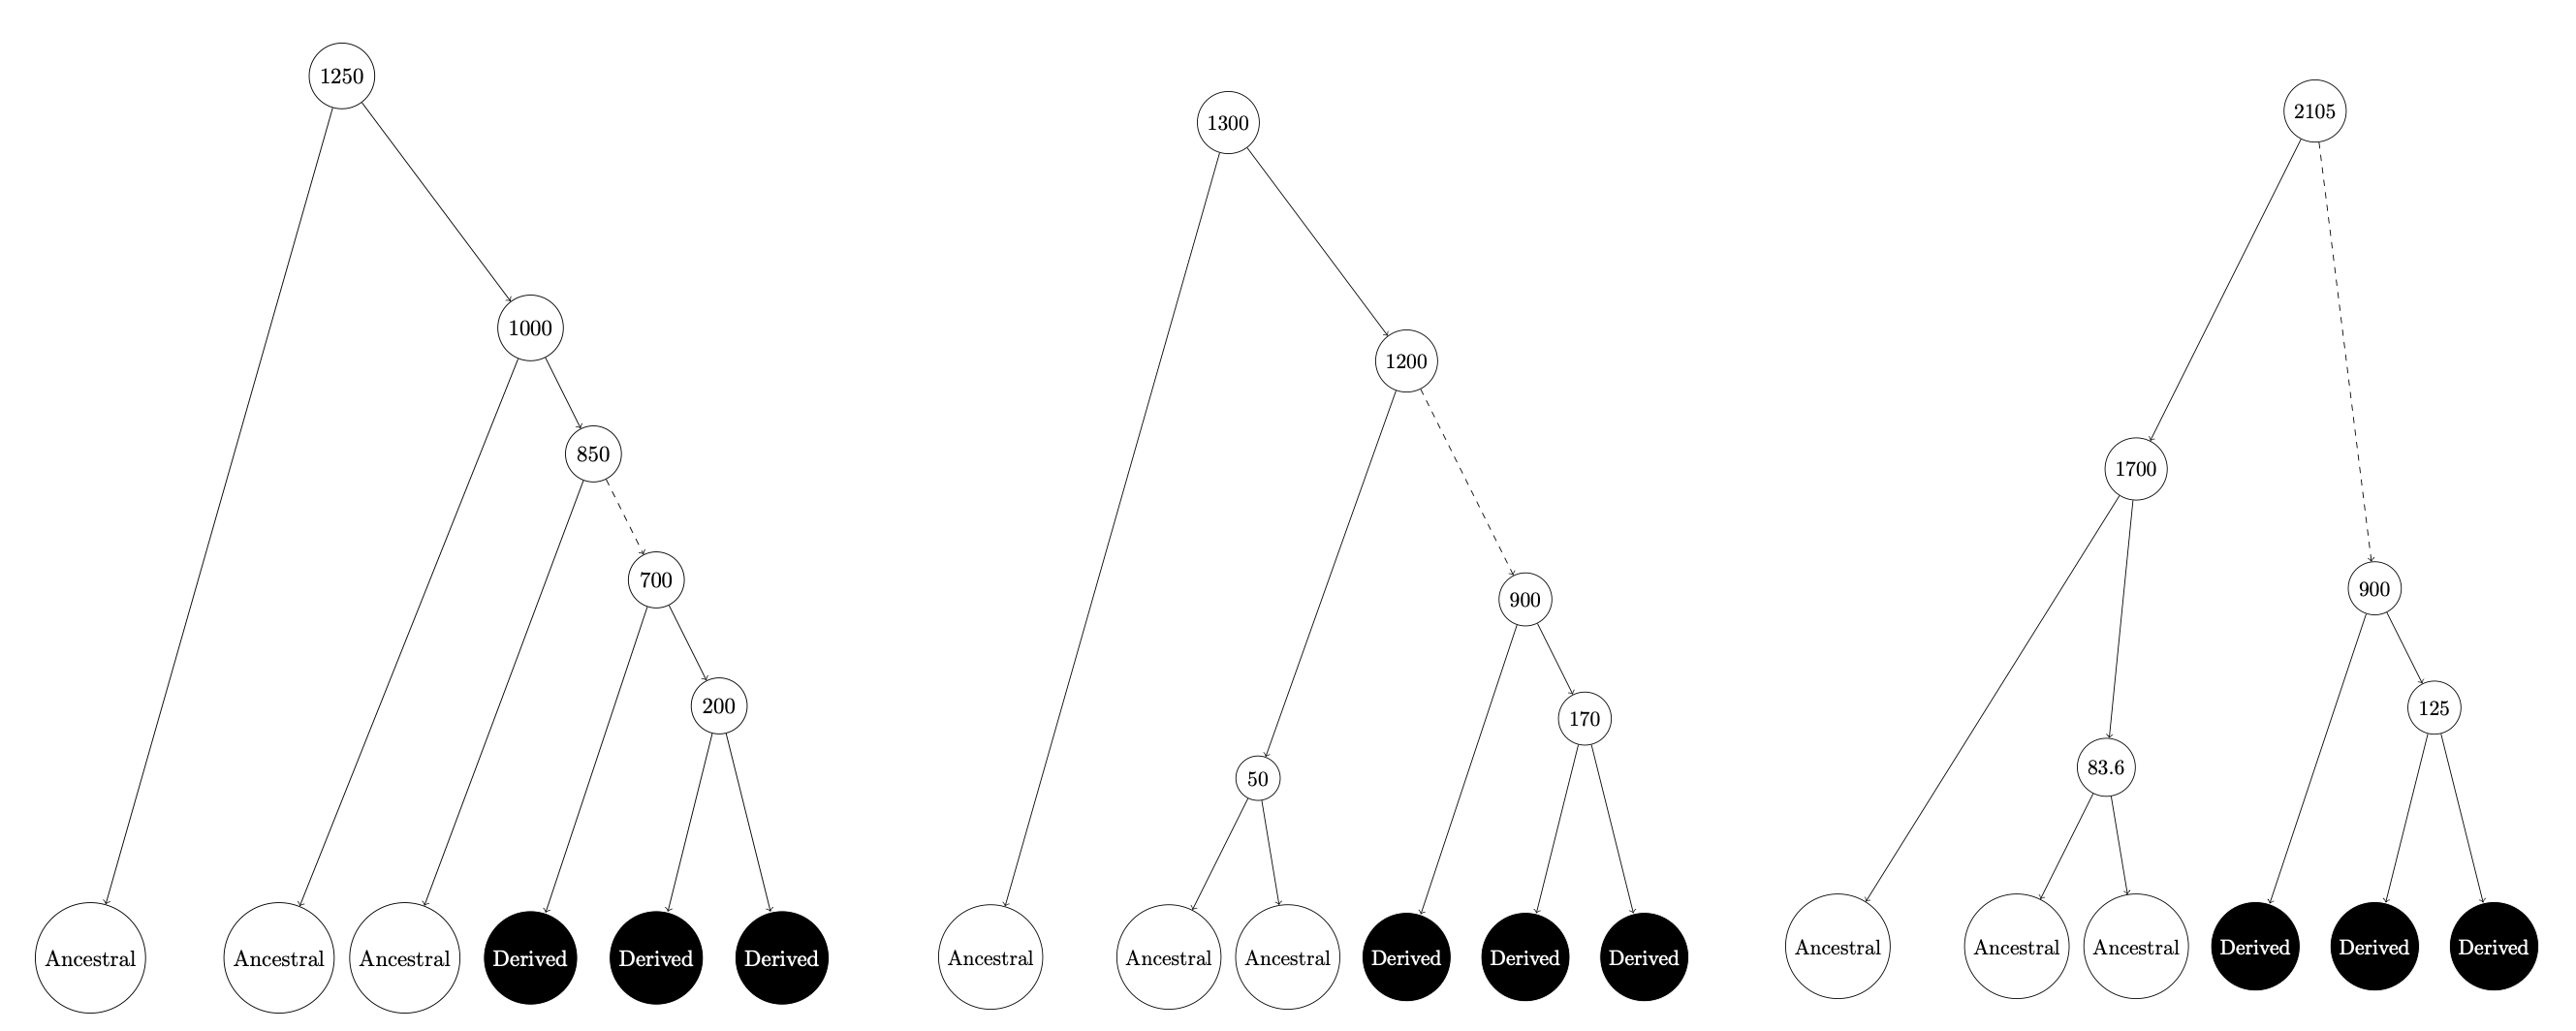 1250
1000
850
700
200
Ancestral
Ancestral
Ancestral
Derived
Derived
Derived
1300
1200
900
170
50
Ancestral
Ancestral
Ancestral
Derived
Derived
Derived
2105
1700
900
125
83.6
Ancestral
Ancestral
Ancestral
Derived
Derived
Derived